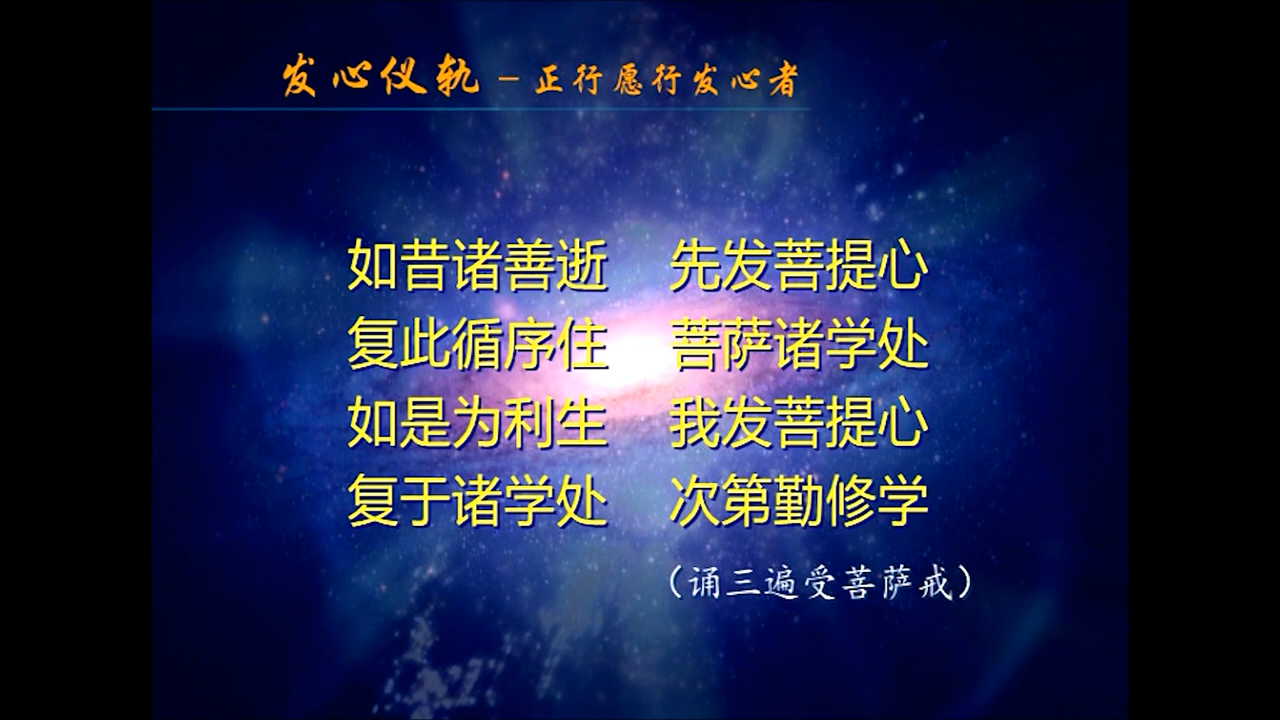 发心仪轨 – 正行愿行发心者
如昔诸善逝 先发菩提心
复此循序住 菩萨诸学处
如是为利生 我发菩提心
复于诸学处 次第勤修学
（诵三遍受菩萨戒）